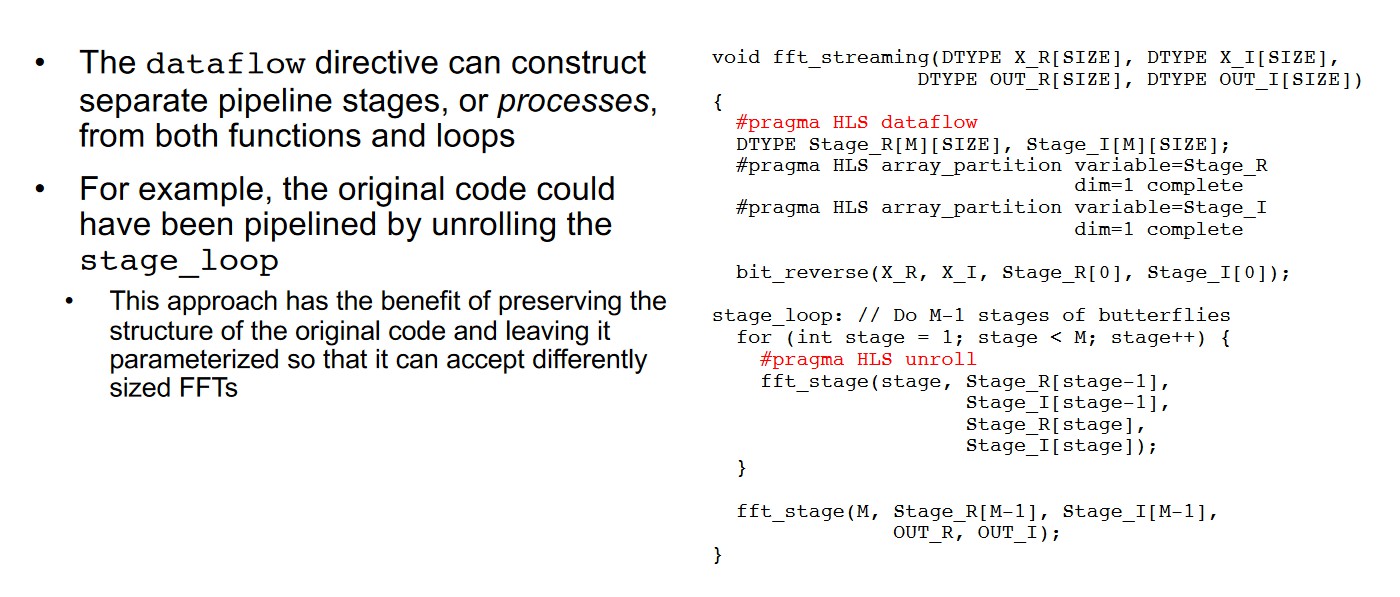 • The dataflow directive can construct
separate pipeline stages, or processes,
from both functions and loops
• For example, the original code could
have been pipelined by unrolling the
stage_loop
• This approach has the benefit of preserving the
structure of the original code and leaving it
parameterized so that it can accept differently
sized FFTs
void fft_streaming(DTYPE X_R[SIZE], DTYPE X_I[SIZE],
                 DTYPE OUT_R[SIZE], DTYPE OUT_I[SIZE])
{
  #pragma HLS dataflow
  DTYPE Stage_R[M][SIZE], Stage_I[M][SIZE];
  #pragma HLS array_partition variable=Stage_R
                              dim=1 complete
  #pragma HLS array_partition variable=Stage_I
                              dim=1 complete
  bit_reverse(X_R, X_I, Stage_R[0], Stage_I[0]);
stage_loop: // Do M-1 stages of butterflies
  for (int stage = 1; stage < M; stage++) {
    #pragma HLS unroll
    fft_stage(stage, Stage_R[stage-1],
                     Stage_I[stage-1],
                     Stage_R[stage],
                     Stage_I[stage]);
  }
  fft_stage(M, Stage_R[M-1], Stage_I[M-1],
               OUT_R, OUT_I);
}